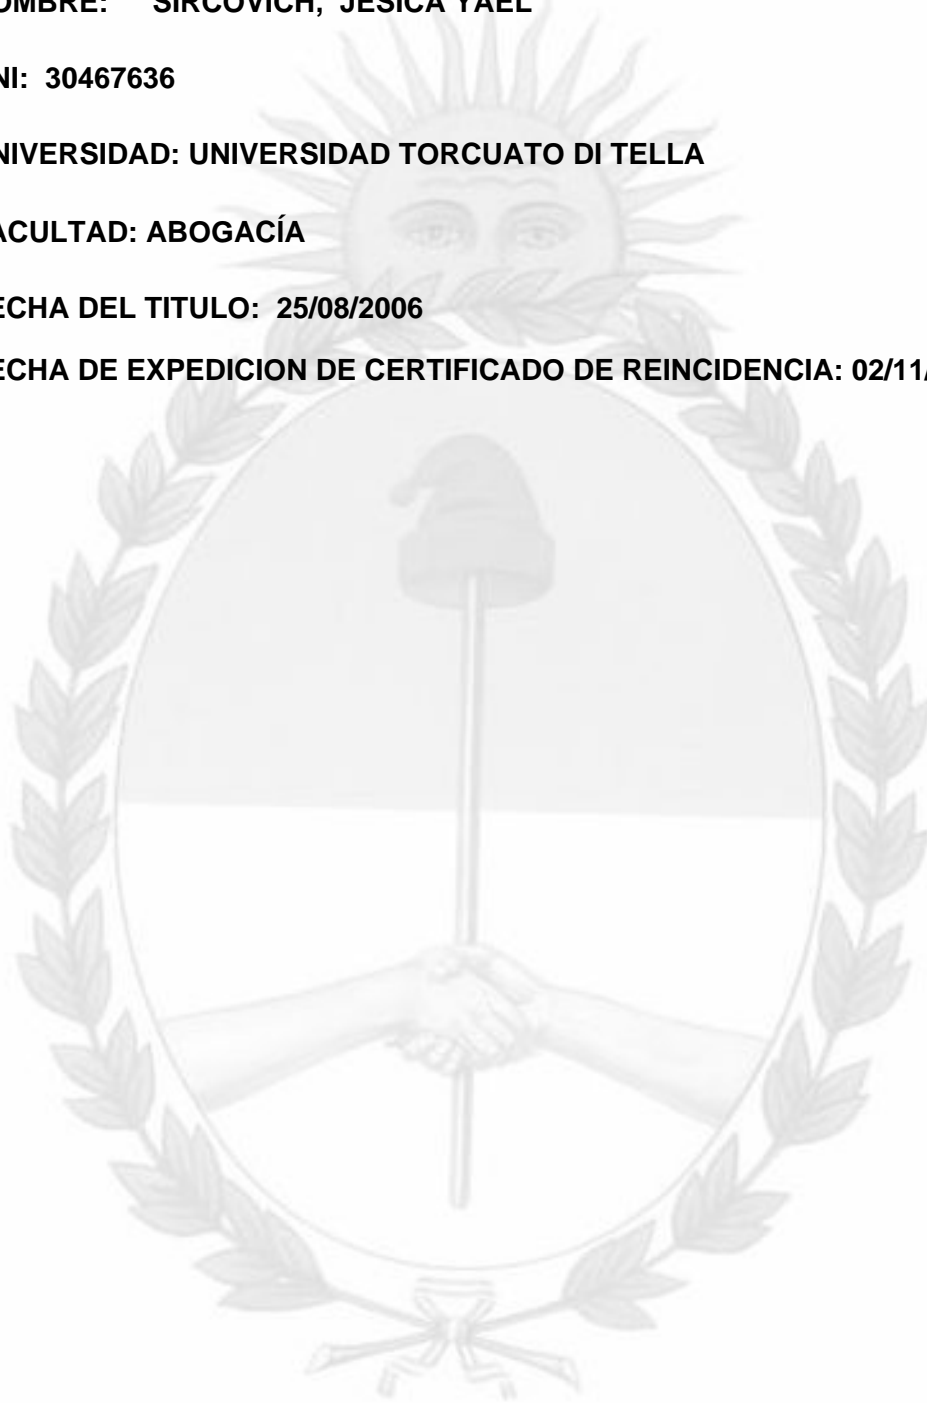 OMBRE: SIRCOVICH, JESICA YAEL
NI: 30467636
NIVERSIDAD: UNIVERSIDAD TORCUATO DI TELLA
ACULTAD: ABOGACÍA
ECHA DEL TITULO: 25/08/2006
ECHA DE EXPEDICION DE CERTIFICADO DE REINCIDENCIA: 02/11/